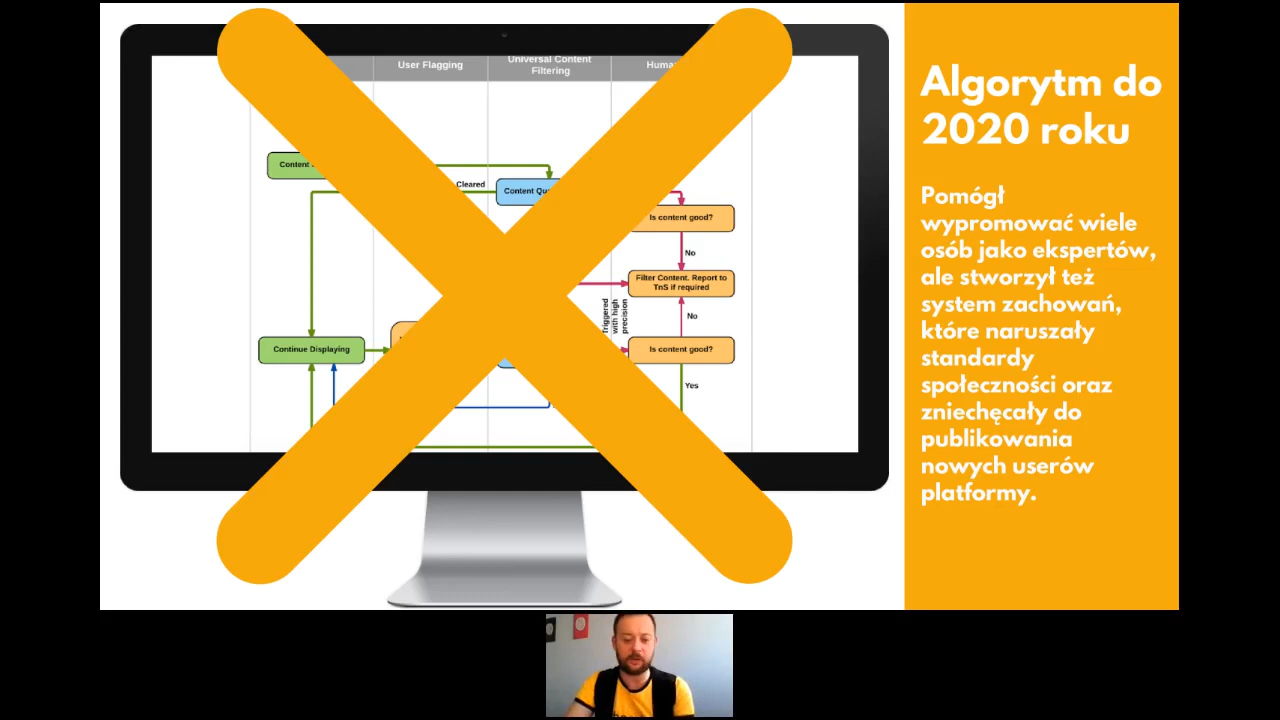 User Flagging
Universal Content
Filtering
Content
Cleared
Content
Is content good?
No
Filter Content. Report to
TnS if required
Triggered
with high
precision
No
Continue Displaying
Is content good?
Yes
Algorytm do
2020 roku
Pomógł
wypromować wiele
osób jako ekspertów,
ale stworzył też
system zachowań,
które naruszały
standardy
społeczności oraz
zniechęcały do
publikowania
nowych userów
platformy.